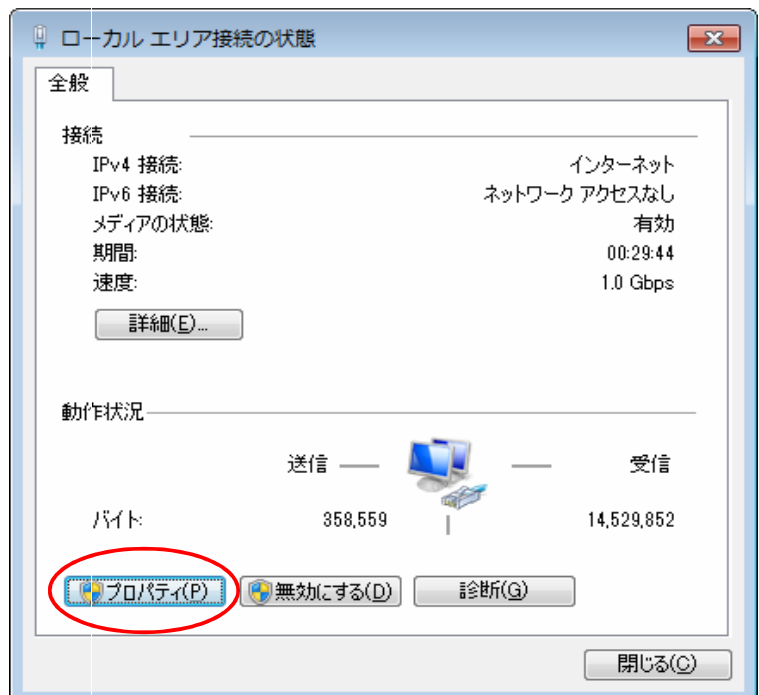 ローカル エリア接続の状態
全般
接続
IPv4 接続: インターネット
IPv6 接続: ネットワーク アクセスなし
メディアの状態: 有効
期間: 00:29:44
速度: 1.0 Gbps
詳細(E)...
動作状況
送信 受信
バイト: 358,559 14,529,852
プロパティ(P) 無効にする(D) 診断(G)
閉じる(C)